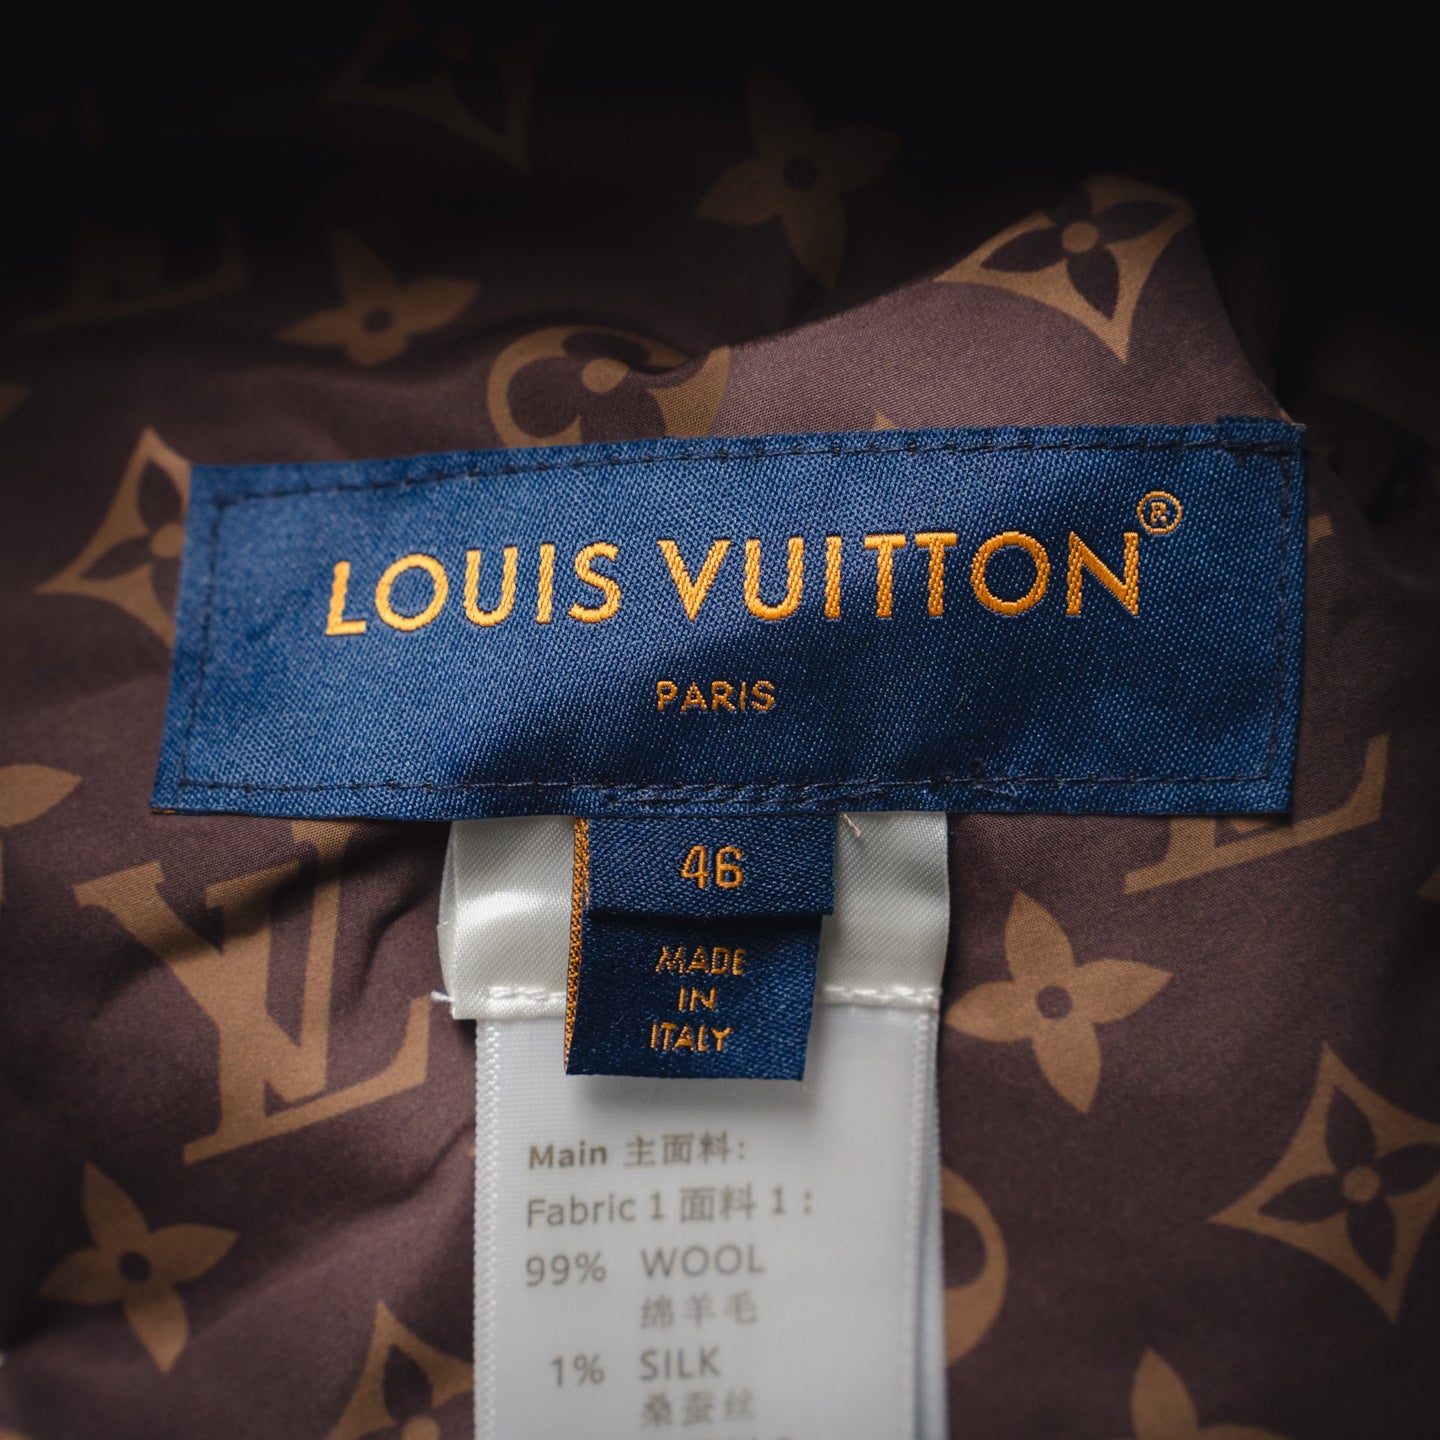 LOUIS VUITTON®
PARIS
46
MADE
IN
ITALY
Main 主面料:
Fabric 1 面料 1 :
99% WOOL
绵羊毛
1% SILK
桑蚕丝